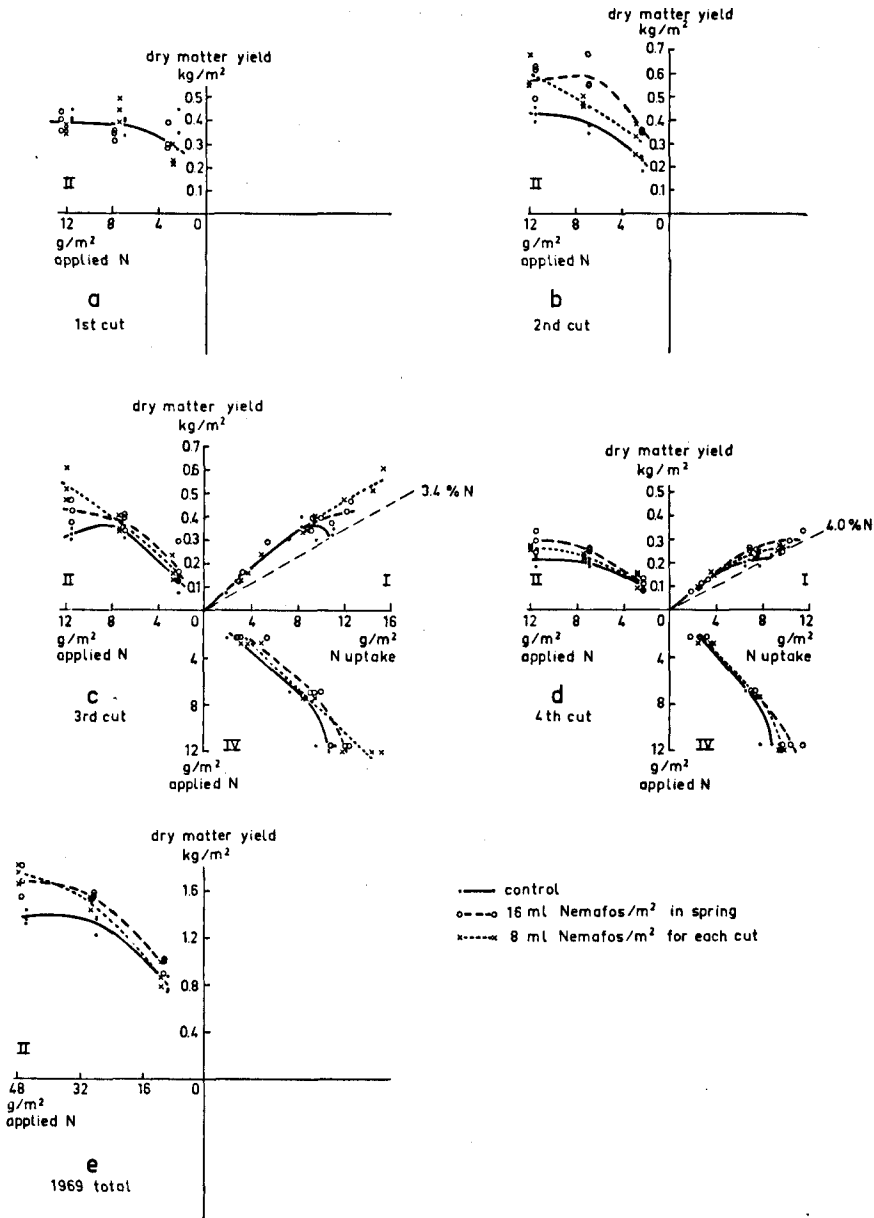 dry matter yield
kg/m²
0.5
0.4
0.3
0.2
0.1
II
12
8
4
0
g/m²
applied N
a
1st cut
dry matter yield
kg/m²
0.7
0.6
0.5
0.4
0.3
0.2
0.1
II
12
8
4
0
g/m²
applied N
b
2nd cut
dry matter yield
kg/m²
0.7
0.6
0.5
0.4
0.3
0.2
0.1
3.4 % N
II
I
12
8
4
0
4
8
12
16
g/m²
applied N
g/m²
N uptake
4
8
12
IV
g/m²
applied N
c
3rd cut
dry matter yield
kg/m²
0.5
0.4
0.3
0.2
0.1
4.0 % N
II
I
12
8
4
0
4
8
12
g/m²
applied N
g/m²
N uptake
4
8
12
IV
g/m²
applied N
d
4th cut
dry matter yield
kg/m²
1.6
1.2
0.8
0.4
II
48
32
16
0
g/m²
applied N
e
1969 total
control
16 ml Nemafos/m² in spring
8 ml Nemafos/m² for each cut